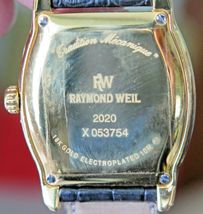 Tradition Mécanique
RW
RAYMOND WEIL
2020
X 053754
18K GOLD ELECTROPLATED 10M